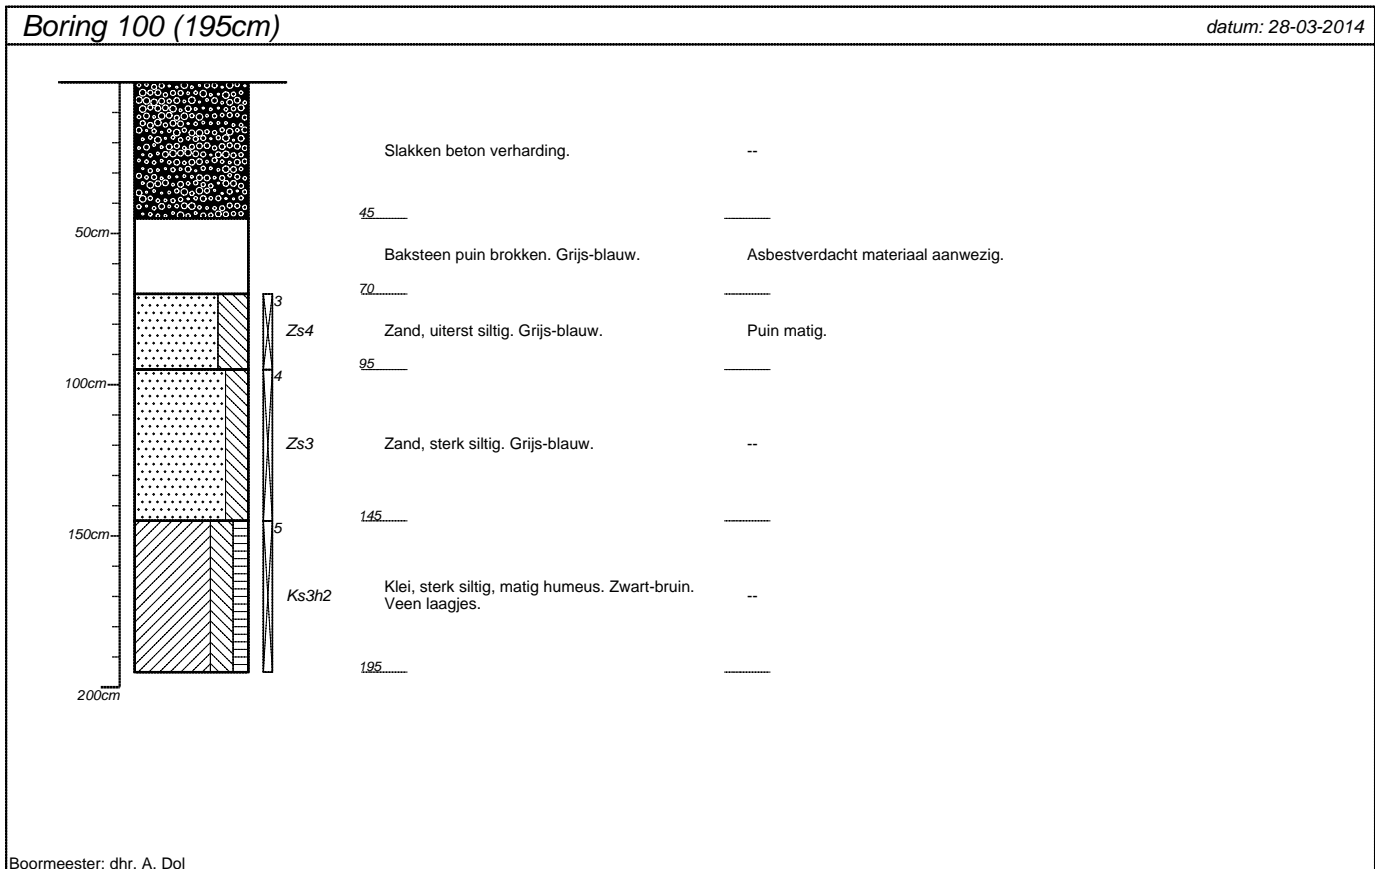 Boring 100 (195cm)
datum: 28-03-2014
Slakken beton verharding.
--
45
50cm
Baksteen puin brokken. Grijs-blauw.
Asbestverdacht materiaal aanwezig.
70
3
Zs4
Zand, uiterst siltig. Grijs-blauw.
Puin matig.
95
100cm
4
Zs3
Zand, sterk siltig. Grijs-blauw.
--
145
150cm
5
Ks3h2
Klei, sterk siltig, matig humeus. Zwart-bruin.
Veen laagjes.
--
195
200cm
Boormeester: dhr. A. Dol